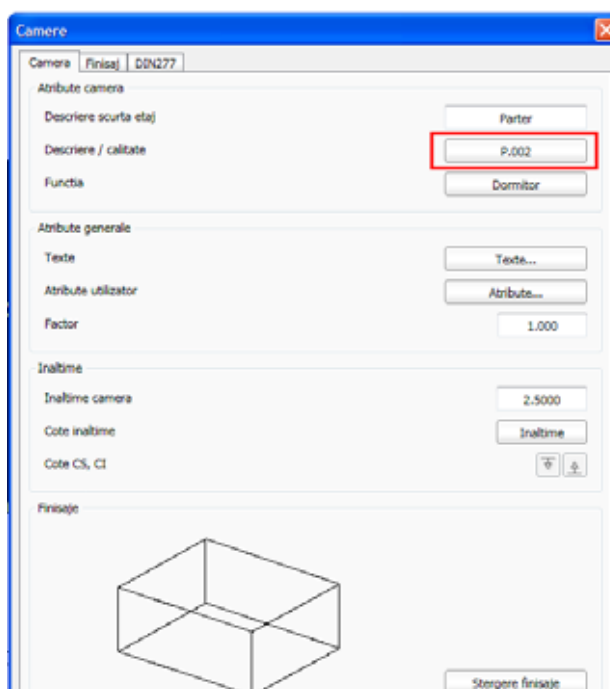 Camere
Camera Finisaj DIN277
Atribute camera
Descriere scurta etaj Parter
Descriere / calitate P.002
Functia Dormitor
Atribute generale
Texte Texte...
Atribute utilizator Atribute...
Factor 1.000
Inaltime
Inaltime camera 2.5000
Cote inaltime Inaltime
Cote CS, CI
Finisaje
Stergere finisaje